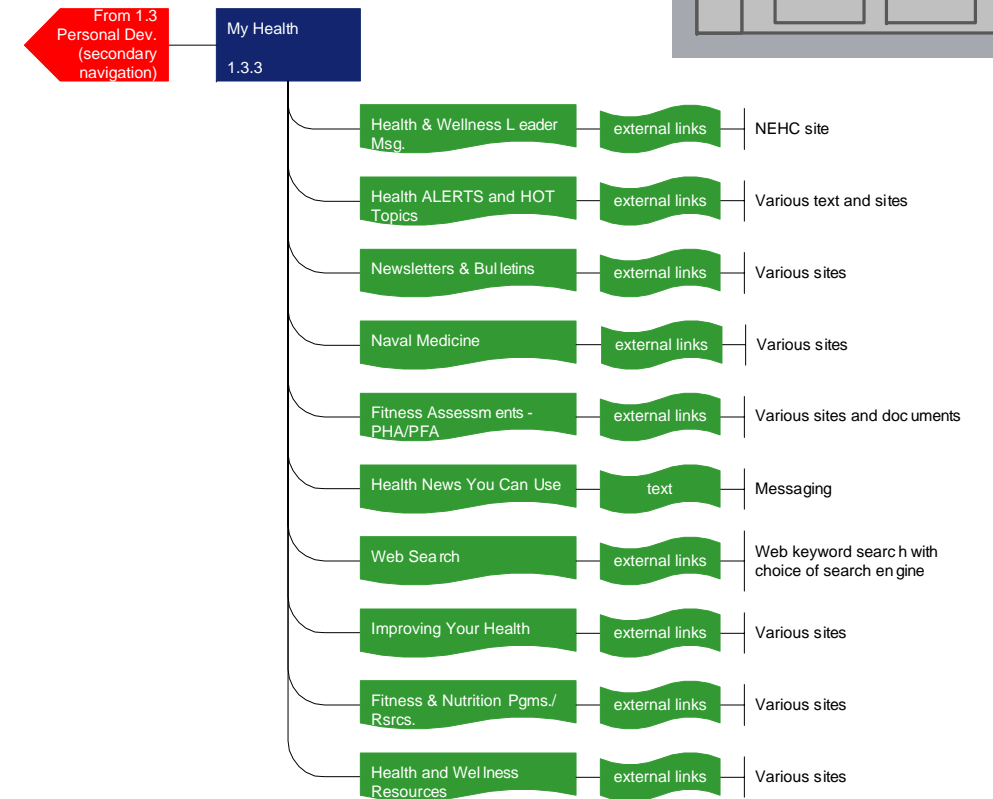 From 1.3
Personal Dev.
(secondary
navigation)
My Health
1.3.3
Health & Wellness Leader
Msg.
external links
NEHC site
Health ALERTS and HOT
Topics
external links
Various text and sites
Newsletters & Bulletins
external links
Various sites
Naval Medicine
external links
Various sites
Fitness Assessments -
PHA/PFA
external links
Various sites and documents
Health News You Can Use
text
Messaging
Web Search
external links
Web keyword search with
choice of search engine
Improving Your Health
external links
Various sites
Fitness & Nutrition Pgms./
Rsrcs.
external links
Various sites
Health and Wellness
Resources
external links
Various sites